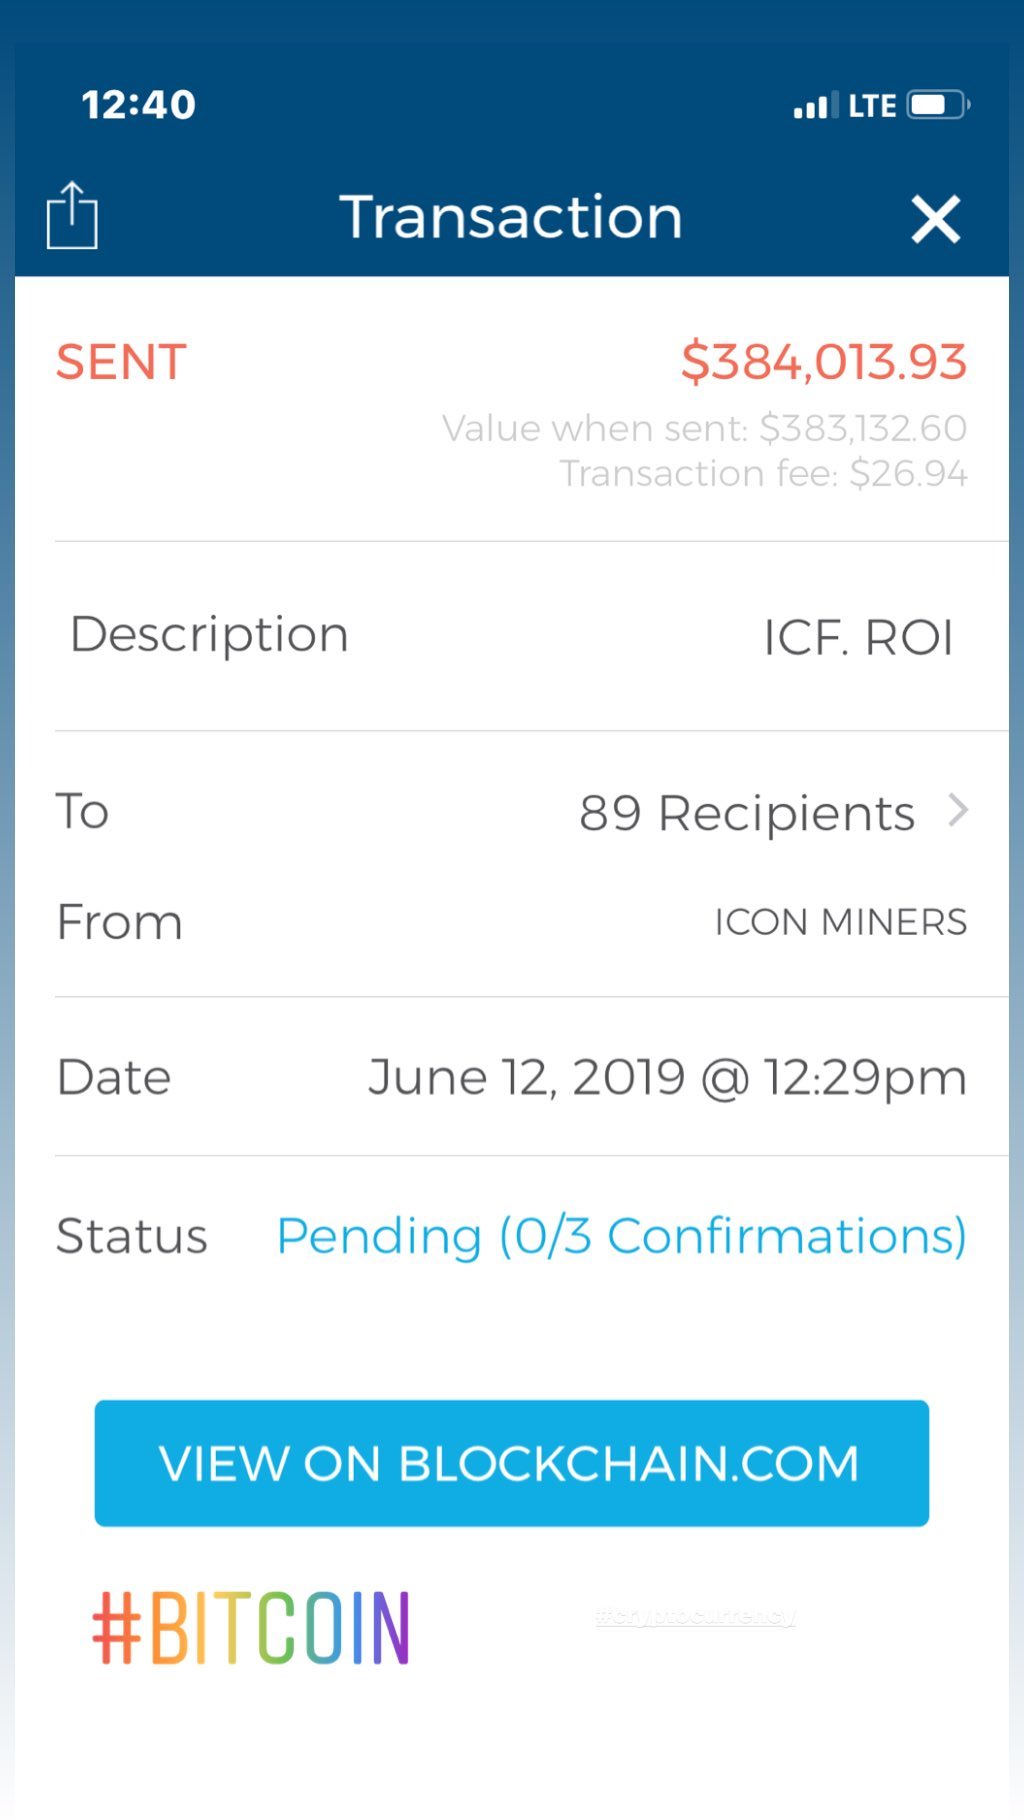 12:40 LTE
Transaction
SENT $384,013.93
Value when sent: $383,132.60
Transaction fee: $26.94
Description ICF. ROI
To 89 Recipients
From ICON MINERS
Date June 12, 2019 @ 12:29pm
Status Pending (0/3 Confirmations)
VIEW ON BLOCKCHAIN.COM
#BITCOIN #cryptocurrency